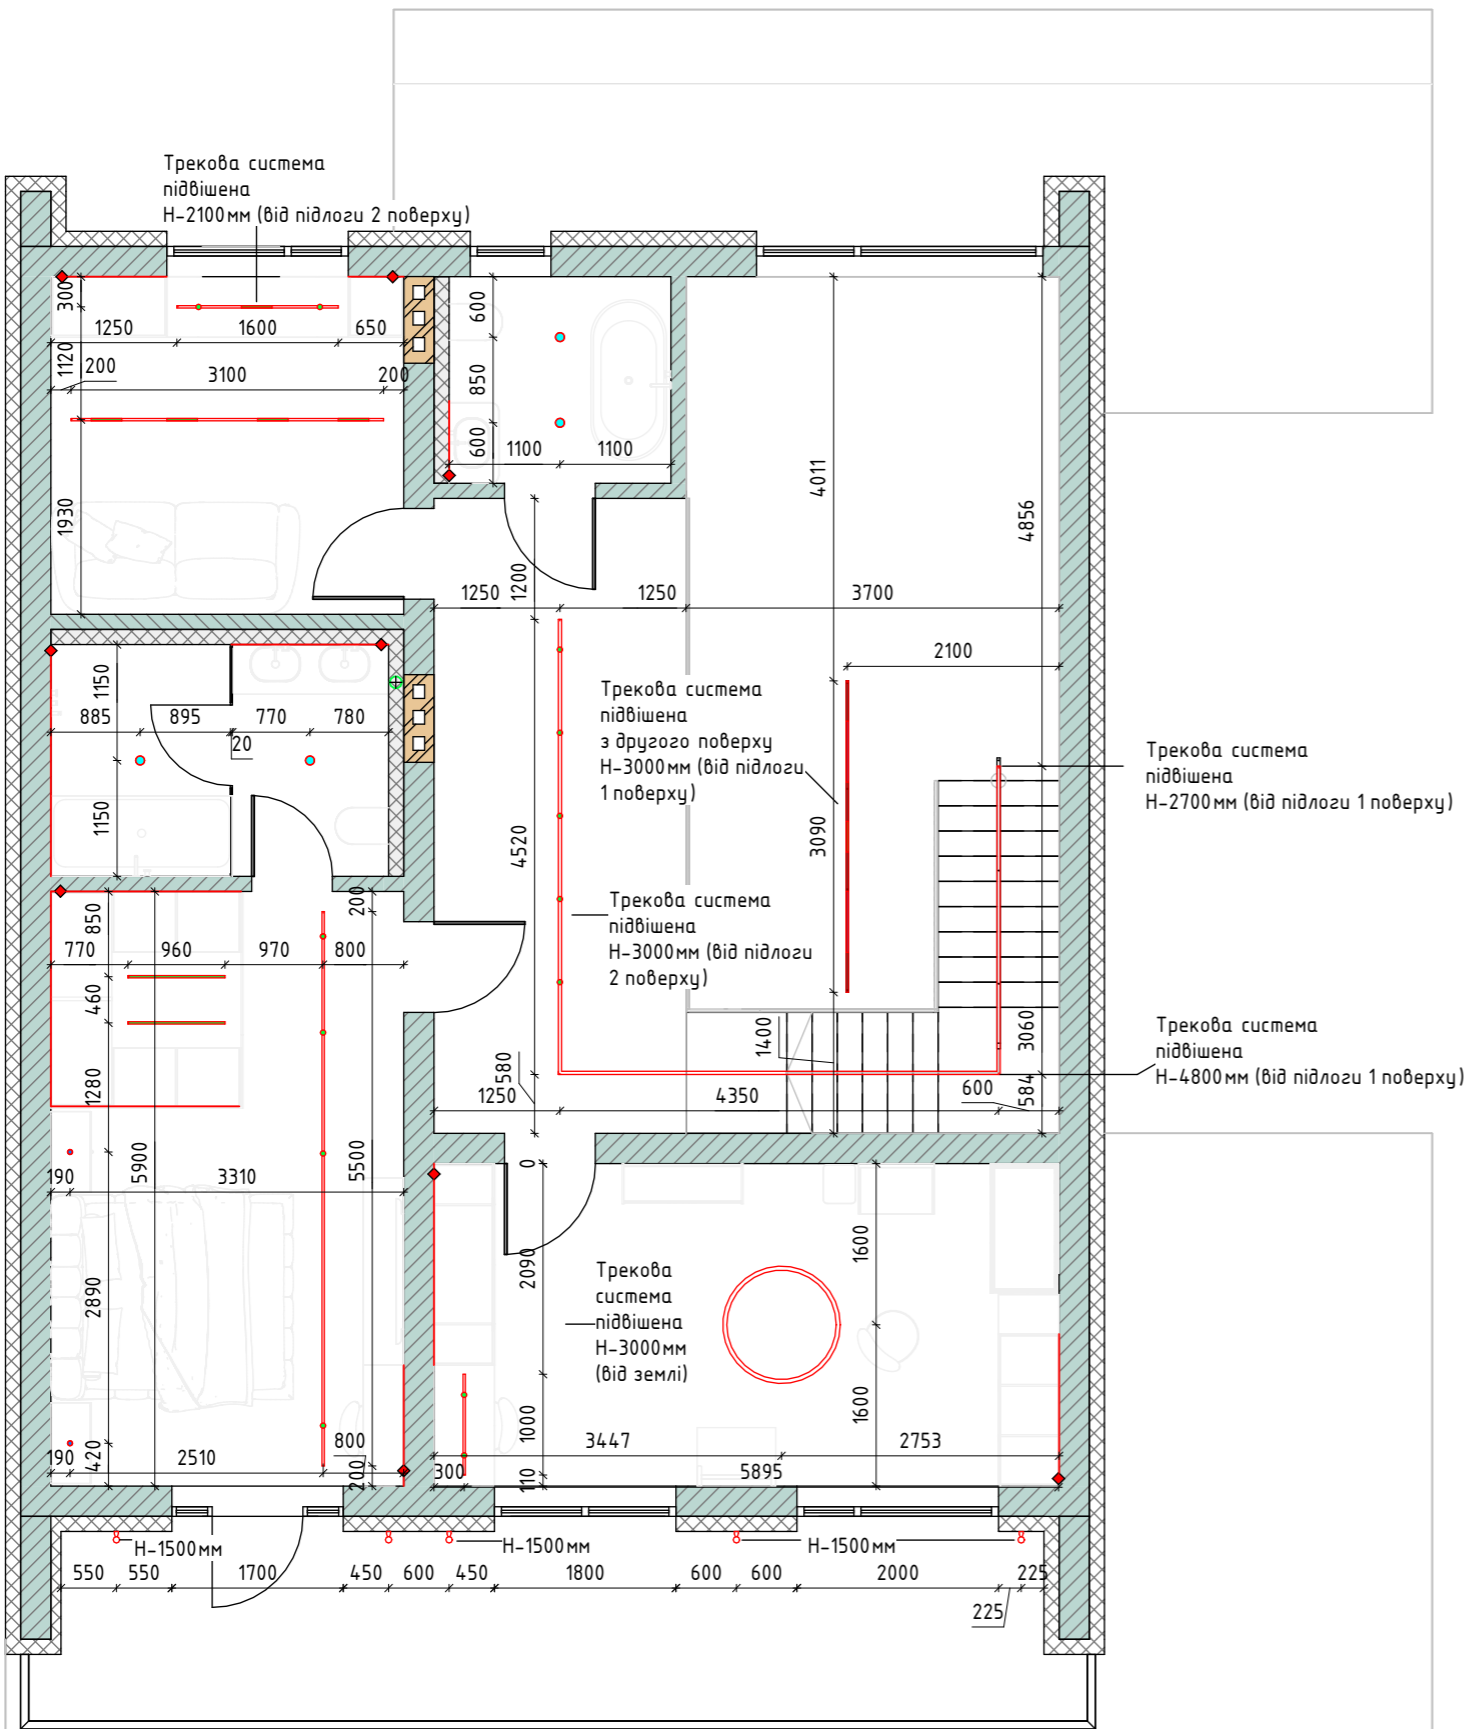 Трекова система
підвішена
Н-2100мм (від підлоги 2 поверху)
300
1250
1600
650
1120
200
3100
200
1930
600
850
600
1100
1100
4011
4856
1200
1250
1250
3700
2100
1150
885
895
770
780
20
1150
Трекова система
підвішена
з другого поверху
Н-3000мм (від підлоги
1 поверху)
Трекова система
підвішена
Н-2700мм (від підлоги 1 поверху)
4520
3090
Трекова система
підвішена
Н-3000мм (від підлоги
2 поверху)
850
200
770
960
970
800
460
1280
1400
3060
Трекова система
підвішена
Н-4800мм (від підлоги 1 поверху)
580
1250
4350
600
584
5900
5500
190
3310
0
2090
1600
Трекова
система
підвішена
Н-3000мм
(від землі)
2890
1000
1600
3447
2753
190
420
2510
800
200
300
110
5895
Н-1500мм
Н-1500мм
Н-1500мм
550
550
1700
450
600
450
1800
600
600
2000
225
225